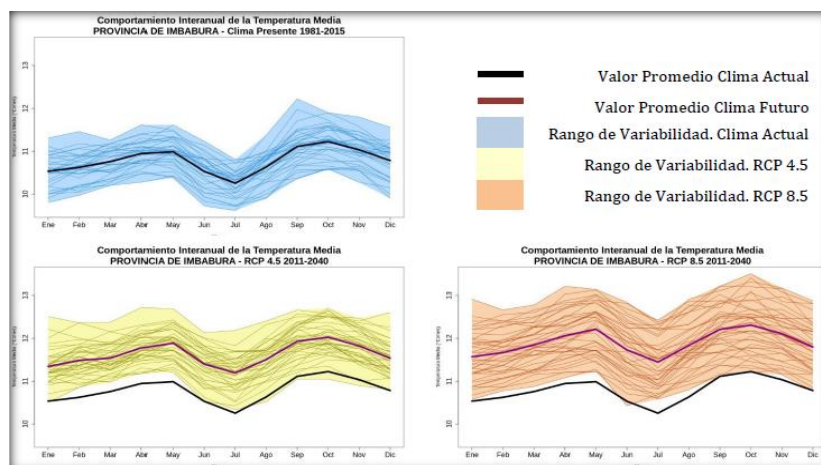 Comportamiento Interanual de la Temperatura Media
PROVINCIA DE IMBABURA - Clima Presente 1981-2015
13
12
11
10
Ene Feb Mar Abr May Jun Jul Ago Sep Oct Nov Dic
Valor Promedio Clima Actual
Valor Promedio Clima Futuro
Rango de Variabilidad. Clima Actual
Rango de Variabilidad. RCP 4.5
Rango de Variabilidad. RCP 8.5
Comportamiento Interanual de la Temperatura Media
PROVINCIA DE IMBABURA - RCP 4.5 2011-2040
13
12
11
10
Ene Feb Mar Abr May Jun Jul Ago Sep Oct Nov Dic
Comportamiento Interanual de la Temperatura Media
PROVINCIA DE IMBABURA - RCP 8.5 2011-2040
13
12
11
10
Ene Feb Mar Abr May Jun Jul Ago Sep Oct Nov Dic